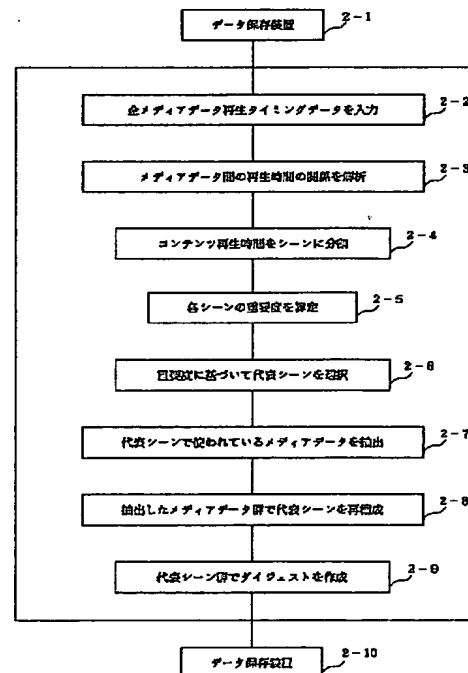 データ保存装置
2-1
全メディアデータ再生タイミングデータを入力
2-2
メディアデータ間の再生時間の関係を解析
2-3
コンテンツ再生時間をシーンに分割
2-4
各シーンの重要度を算定
2-5
重要度に基づいて代表シーンを選択
2-6
代表シーンで使われているメディアデータを抽出
2-7
抽出したメディアデータ群で代表シーンを再構成
2-8
代表シーン群でダイジェストを作成
2-9
データ保存装置
2-10